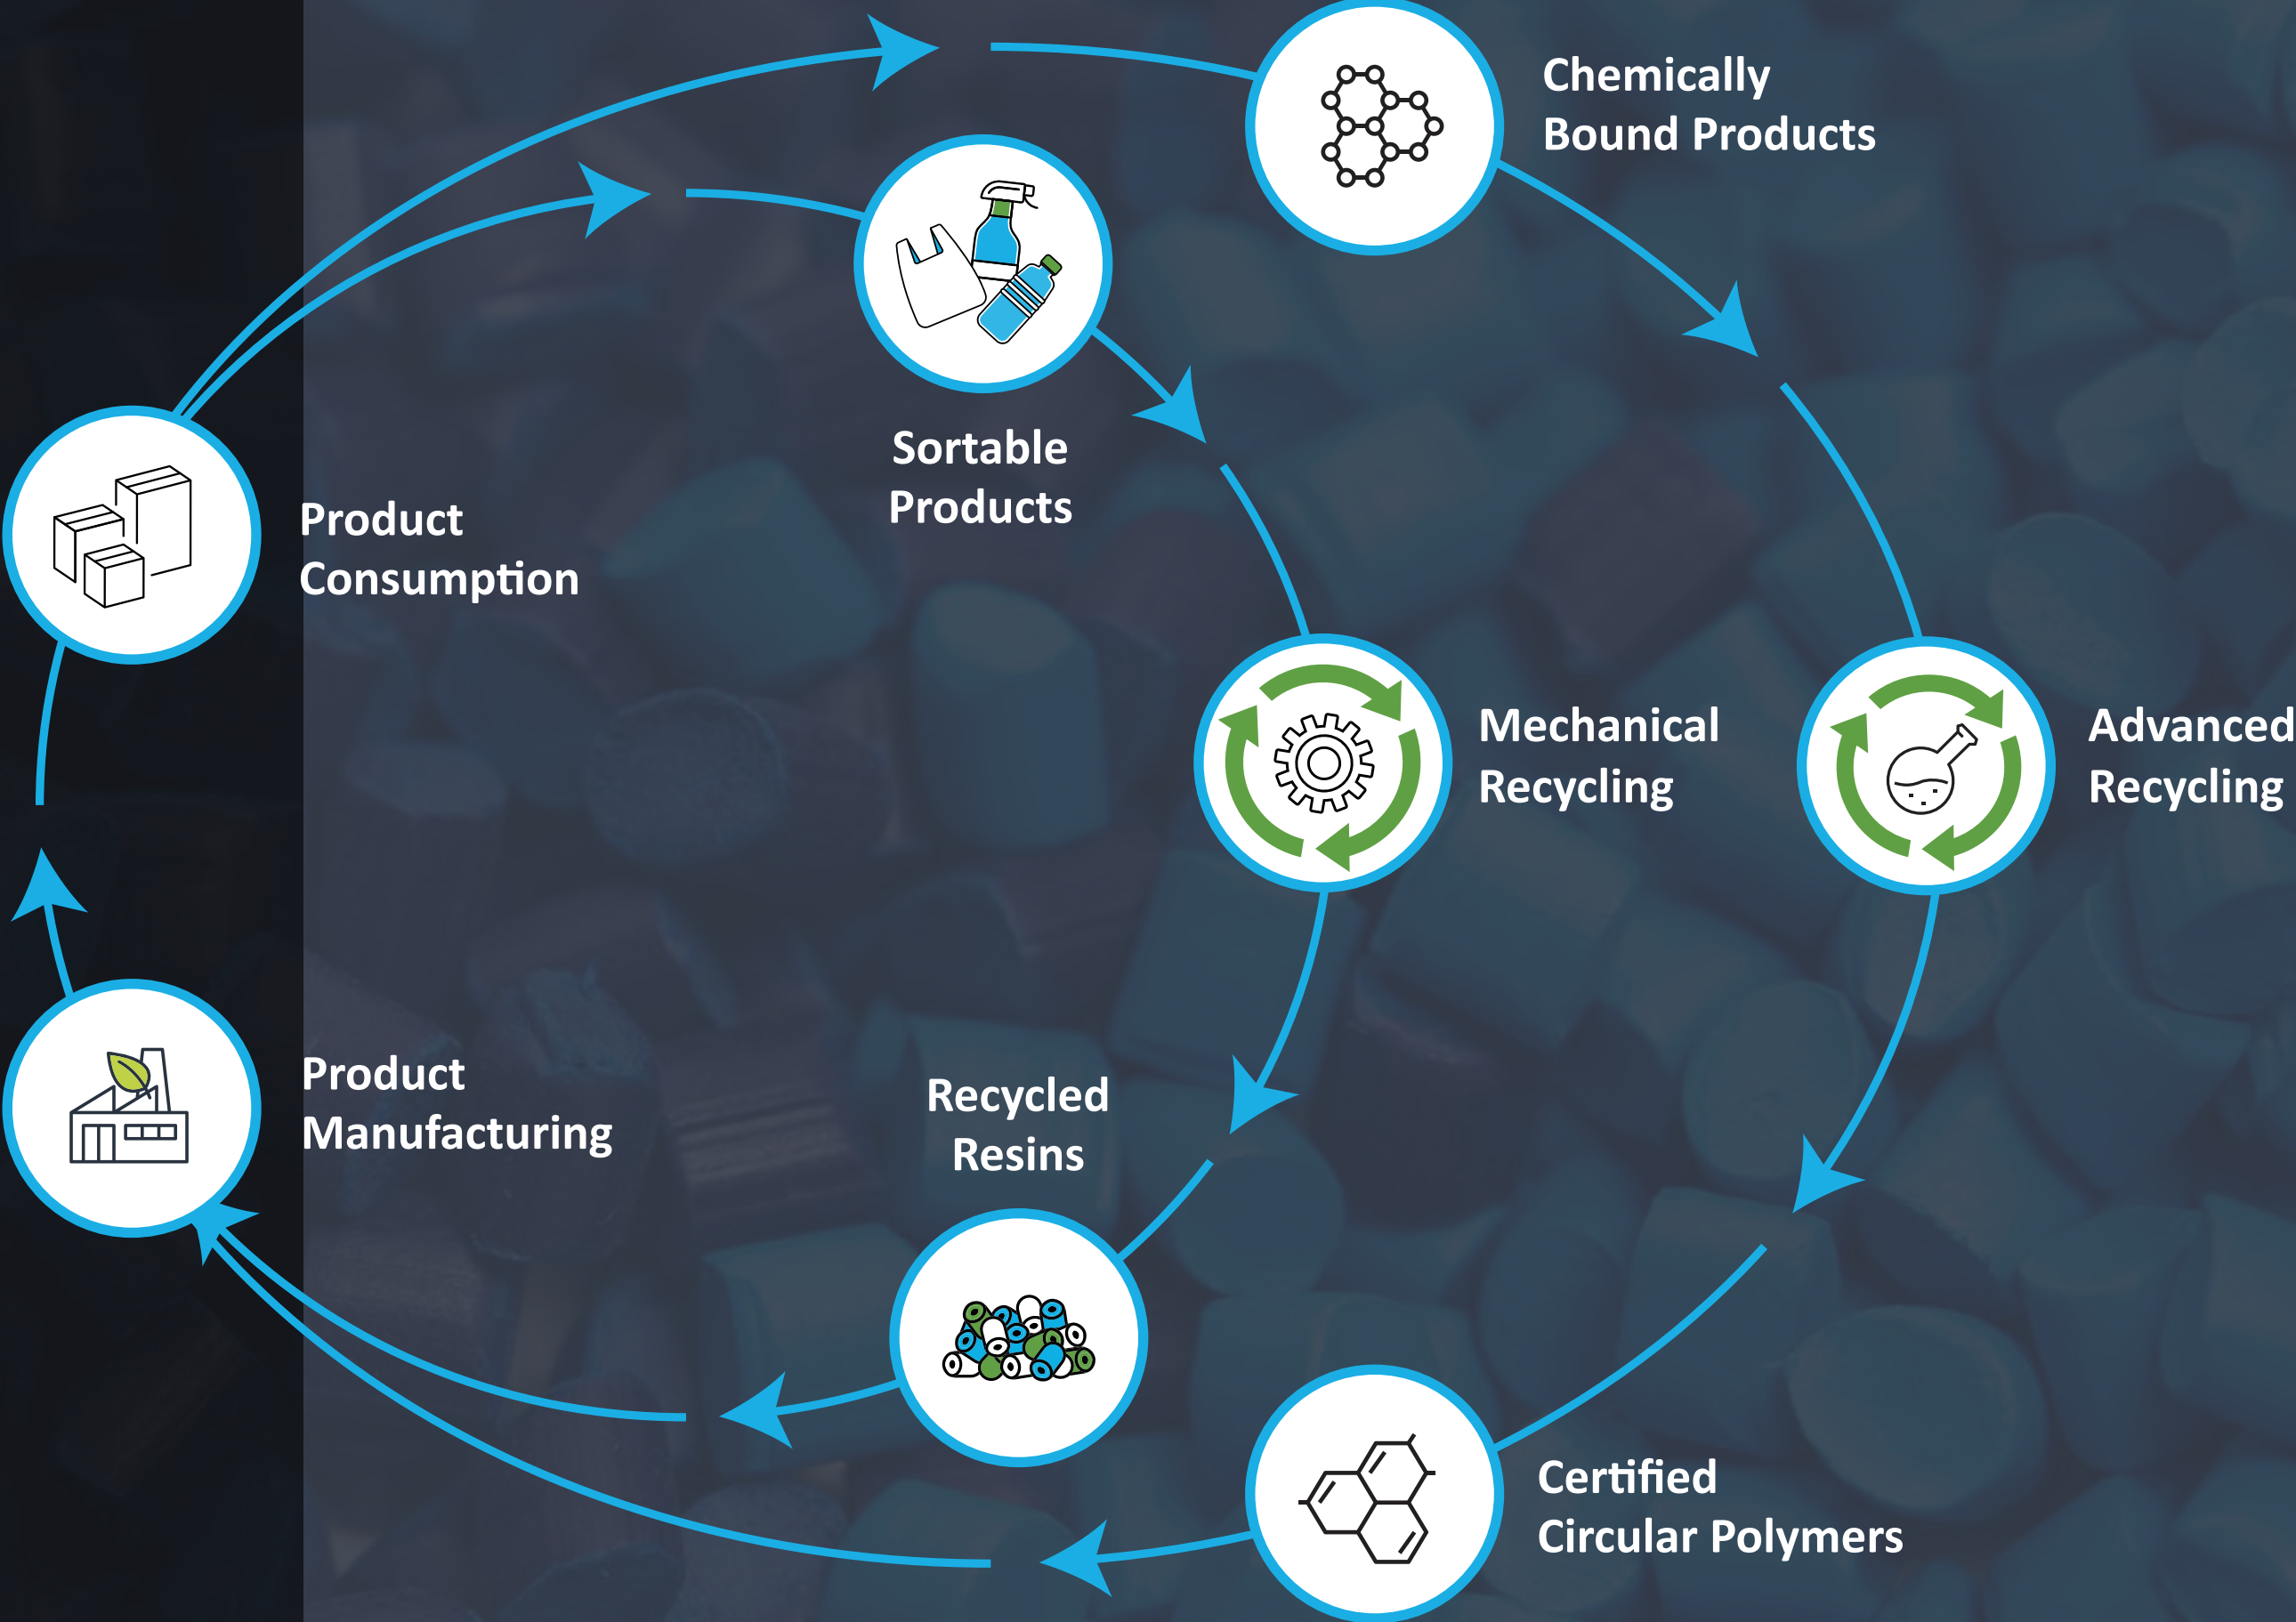 Chemically
Bound Products
Sortable
Products
Product
Consumption
Mechanical
Recycling
Advanced
Recycling
Product
Manufacturing
Recycled
Resins
Certified
Circular Polymers